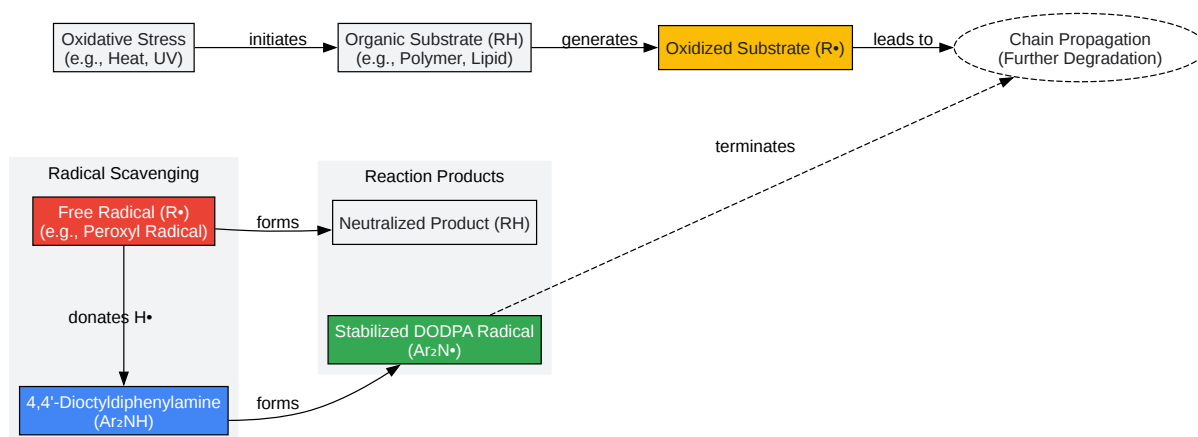 Oxidative Stress
(e.g., Heat, UV)
initiates
Organic Substrate (RH)
(e.g., Polymer, Lipid)
generates
Oxidized Substrate (R•)
leads to
Chain Propagation
(Further Degradation)
terminates
Radical Scavenging
Free Radical (R•)
(e.g., Peroxyl Radical)
forms
donates H•
4,4'-Dioctyldiphenylamine
(Ar₂NH)
forms
Reaction Products
Neutralized Product (RH)
Stabilized DODPA Radical
(Ar₂N•)